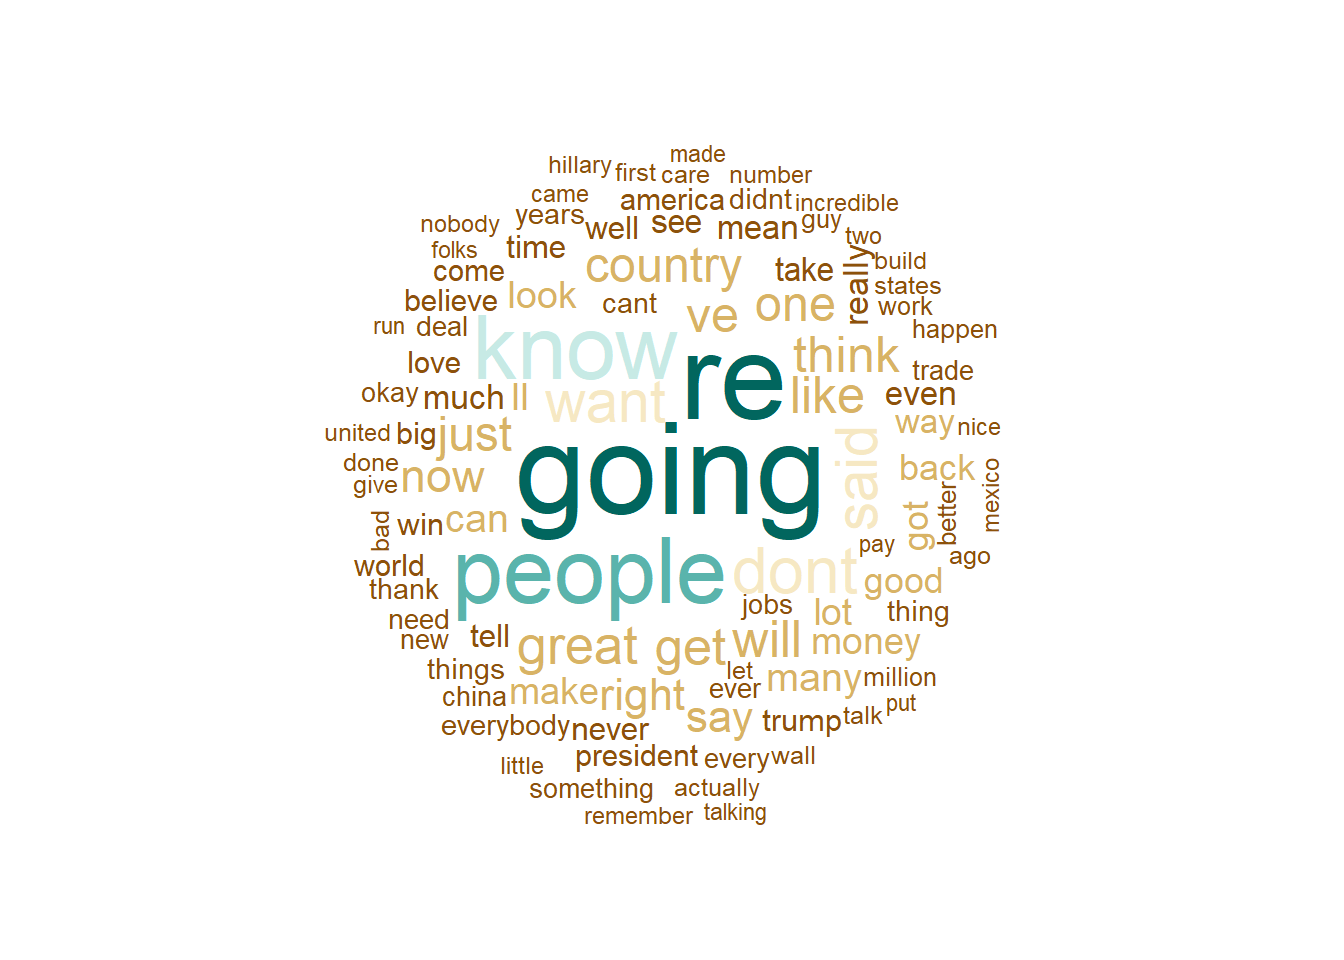 made
hillary
first
care
number
came
america
didnt
incredible
nobody
years
well
see
mean
guy
two
folks
time
country
take
really
build
come
states
believe
look
cant
ve
one
work
run
deal
know
re
think
happen
love
trade
okay
much
ll
want
like
even
united
big
just
going
said
way
nice
done
now
back
give
mexico
bad
win
can
got
better
world
people
dont
pay
ago
thank
good
need
jobs
lot
thing
new
tell
great
get
will
money
things
let
china
make
right
ever
many
million
everybody
never
say
trump
talk
put
president
every
wall
little
something
actually
remember
talking